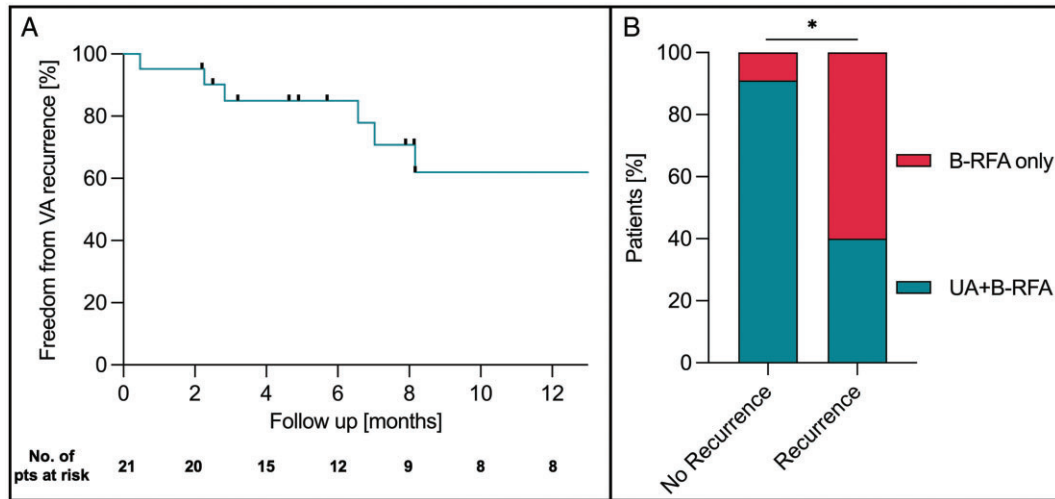 A
Freedom from VA recurrence [%]
100
80
60
40
20
0
0 2 4 6 8 10 12
Follow up [months]
No. of
pts at risk
21 20 15 12 9 8 8
B
*
Patients [%]
100
80
60
40
20
0
No Recurrence
Recurrence
B-RFA only
UA+B-RFA